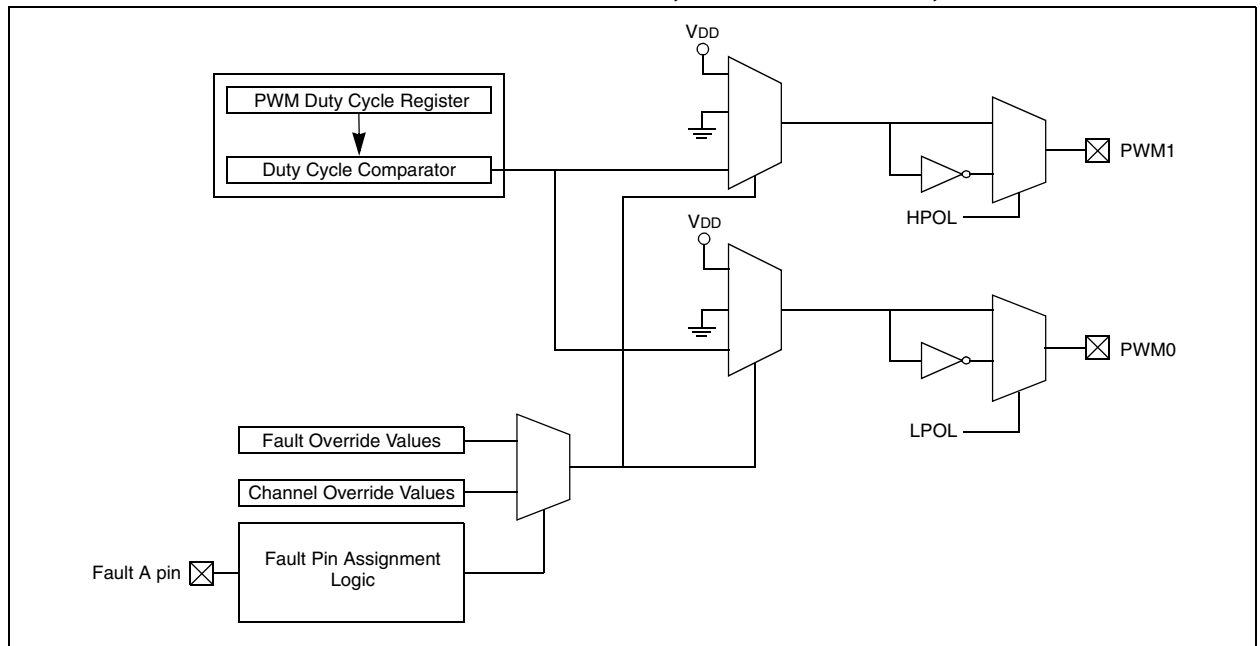 VDD
PWM Duty Cycle Register
Duty Cycle Comparator
PWM1
HPOL
VDD
PWM0
LPOL
Fault Override Values
Channel Override Values
Fault A pin
Fault Pin Assignment
Logic